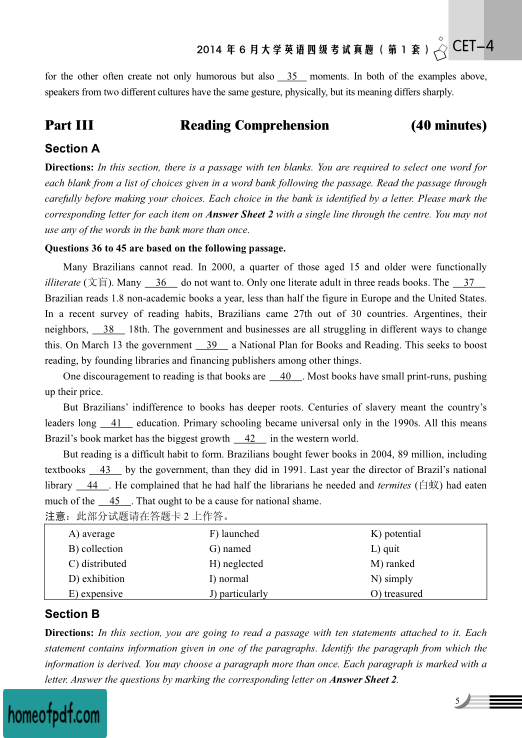 2014 年 6 月大学英语四级考试真题（第 1 套） CET-4
for the other often create not only humorous but also 35 moments. In both of the examples above,
speakers from two different cultures have the same gesture, physically, but its meaning differs sharply.
Part III Reading Comprehension (40 minutes)
Section A
Directions: In this section, there is a passage with ten blanks. You are required to select one word for
each blank from a list of choices given in a word bank following the passage. Read the passage through
carefully before making your choices. Each choice in the bank is identified by a letter. Please mark the
corresponding letter for each item on Answer Sheet 2 with a single line through the centre. You may not
use any of the words in the bank more than once.
Questions 36 to 45 are based on the following passage.
Many Brazilians cannot read. In 2000, a quarter of those aged 15 and older were functionally
illiterate (文盲). Many 36 do not want to. Only one literate adult in three reads books. The 37
Brazilian reads 1.8 non-academic books a year, less than half the figure in Europe and the United States.
In a recent survey of reading habits, Brazilians came 27th out of 30 countries. Argentines, their
neighbors, 38 18th. The government and businesses are all struggling in different ways to change
this. On March 13 the government 39 a National Plan for Books and Reading. This seeks to boost
reading, by founding libraries and financing publishers among other things.
One discouragement to reading is that books are 40 . Most books have small print-runs, pushing
up their price.
But Brazilians' indifference to books has deeper roots. Centuries of slavery meant the country's
leaders long 41 education. Primary schooling became universal only in the 1990s. All this means
Brazil's book market has the biggest growth 42 in the western world.
But reading is a difficult habit to form. Brazilians bought fewer books in 2004, 89 million, including
textbooks 43 by the government, than they did in 1991. Last year the director of Brazil's national
library 44 . He complained that he had half the librarians he needed and termites (白蚁) had eaten
much of the 45 . That ought to be a cause for national shame.
注意：此部分试题请在答题卡 2 上作答。
A) average F) launched K) potential
B) collection G) named L) quit
C) distributed H) neglected M) ranked
D) exhibition I) normal N) simply
E) expensive J) particularly O) treasured
Section B
Directions: In this section, you are going to read a passage with ten statements attached to it. Each
statement contains information given in one of the paragraphs. Identify the paragraph from which the
information is derived. You may choose a paragraph more than once. Each paragraph is marked with a
letter. Answer the questions by marking the corresponding letter on Answer Sheet 2.
5
homeofpdf.com